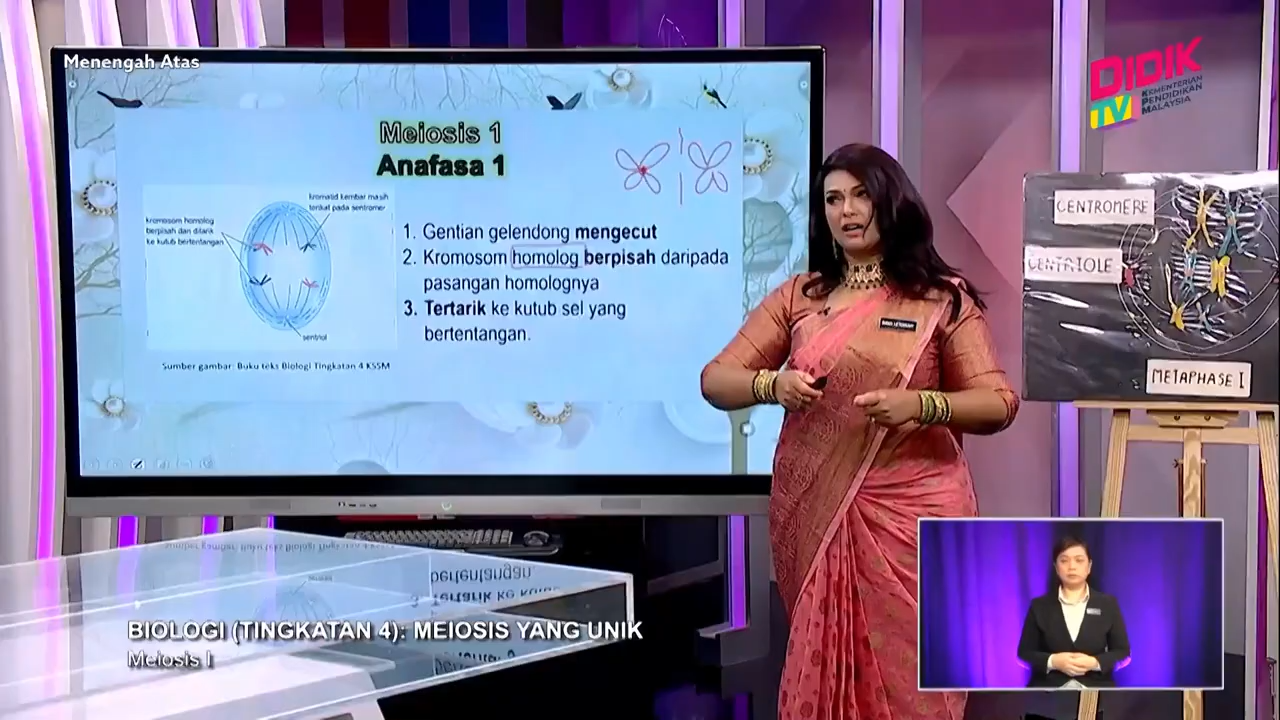 Menengah Atas
DIDIK
TV
KEMENTERIAN
PENDIDIKAN
MALAYSIA
Meiosis 1
Anafasa 1
kromatid kembar masih
terikat pada sentromer
kromosom homolog
berpisah dan ditarik
ke kutub bertentangan
sentriol
Sumber gambar: Buku teks Biologi Tingkatan 4 KSSM
1. Gentian gelendong mengecut
2. Kromosom homolog berpisah daripada
pasangan homolognya
3. Tertarik ke kutub sel yang
bertentangan.
CENTROMERE
CENTRIOLE
METAPHASE I
BIOLOGI (TINGKATAN 4): MEIOSIS YANG UNIK
Meiosis I